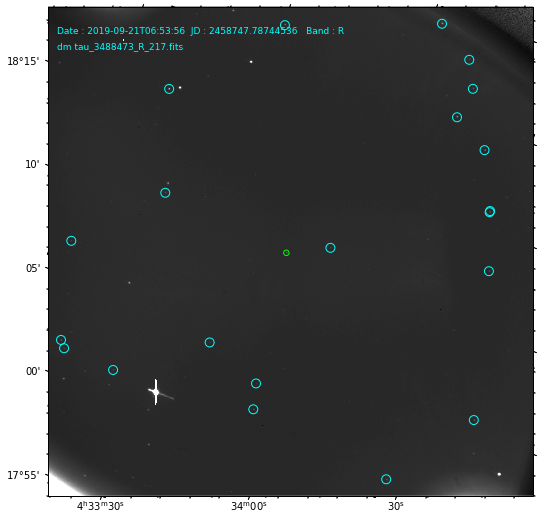 Date : 2019-09-21T06:53:56 JD : 2458747.78744536 Band : R
dm tau_3488473_R_217.fits
18°15'
10'
05'
00'
17°55'
4ʰ33ᵐ30ˢ 34ᵐ00ˢ 30ˢ